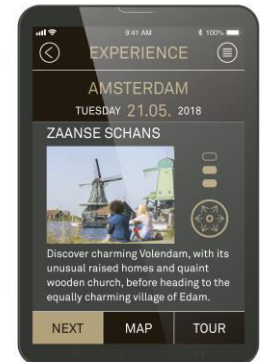 9:41 AM 100%
EXPERIENCE
AMSTERDAM
TUESDAY 21.05. 2018
ZAANSE SCHANS
Discover charming Volendam, with its
unusual raised homes and quaint
wooden church, before heading to the
equally charming village of Edam.
NEXT MAP TOUR